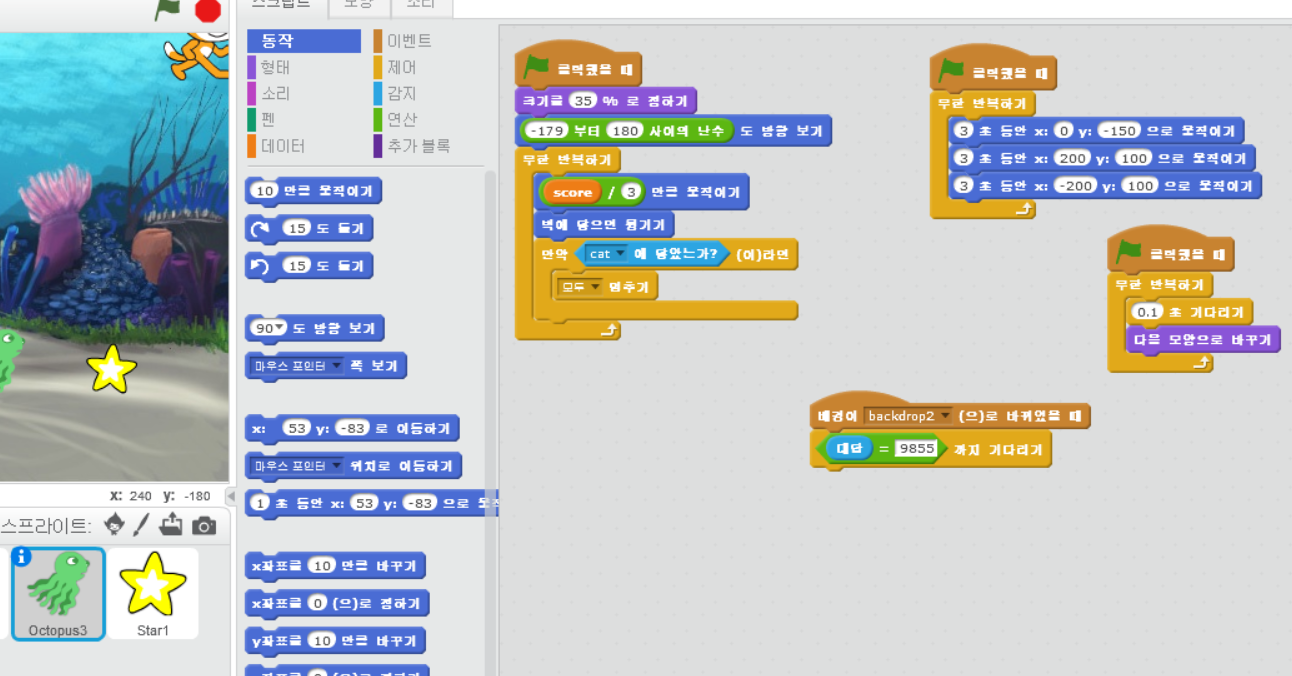 스크립트 모양 소리
동작 이벤트
형태 제어
소리 감지
펜 연산
데이터 추가 블록
10 만큼 움직이기
15 도 돌기
15 도 돌기
90 도 방향 보기
마우스 포인터 쪽 보기
x: 53 y: -83 로 이동하기
마우스 포인터 위치로 이동하기
1 초 동안 x: 53 y: -83 으로
x좌표를 10 만큼 바꾸기
x좌표를 0 (으)로 정하기
y좌표를 10 만큼 바꾸기
클릭했을 때
크기를 35 % 로 정하기
-179 부터 180 사이의 난수 도 방향 보기
무한 반복하기
score / 3 만큼 움직이기
벽에 닿으면 튕기기
만약 cat 에 닿았는가? (이)라면
모두 멈추기
클릭했을 때
무한 반복하기
3 초 동안 x: 0 y: -150 으로 움직이기
3 초 동안 x: 200 y: 100 으로 움직이기
3 초 동안 x: -200 y: 100 으로 움직이기
클릭했을 때
무한 반복하기
0.1 초 기다리기
다음 모양으로 바꾸기
배경이 backdrop2 (으)로 바뀌었을 때
대답 = 9855 까지 기다리기
x: 240 y: -180
스프라이트:
Octopus3 Star1